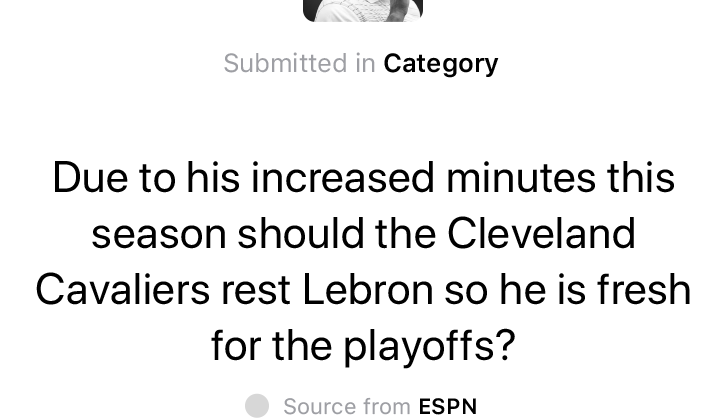 Submitted in Category
Due to his increased minutes this
season should the Cleveland
Cavaliers rest Lebron so he is fresh
for the playoffs?
Source from ESPN